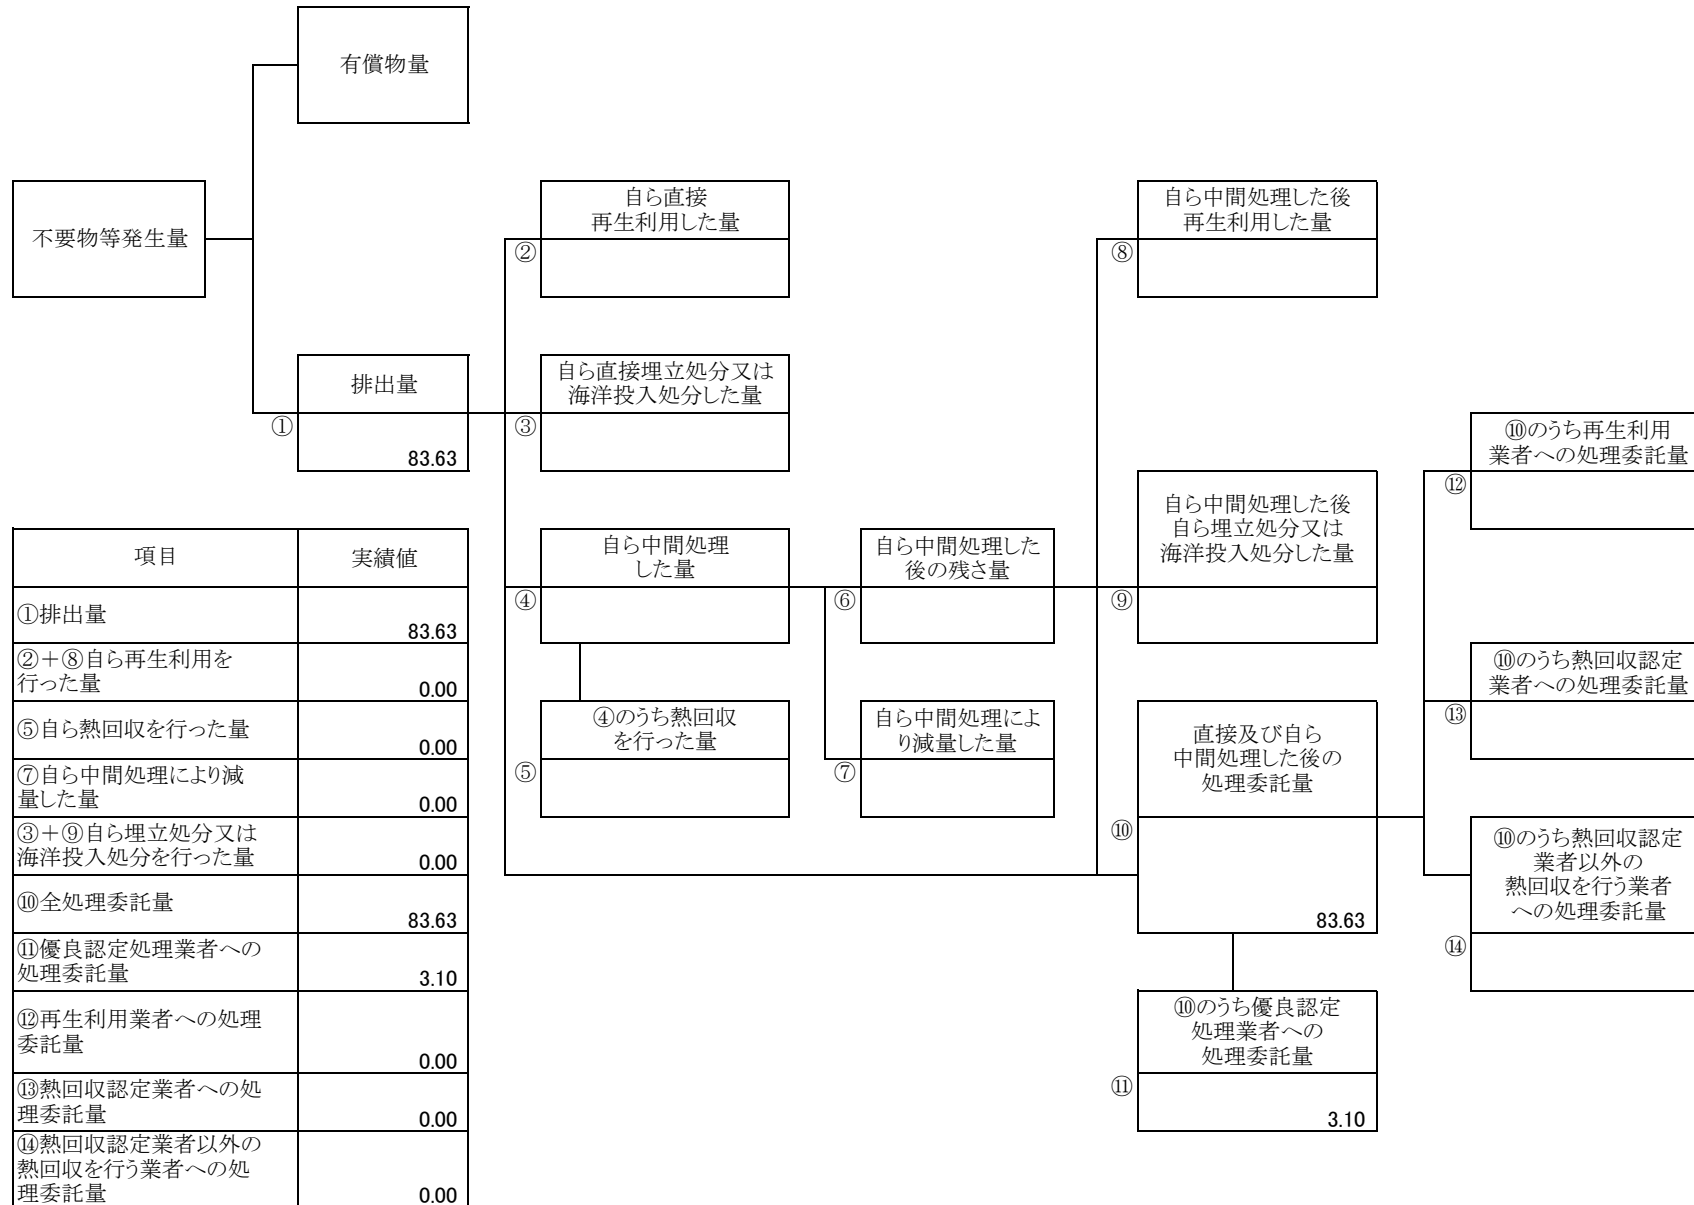 有償物量
不要物等発生量
自ら直接
再生利用した量
②
自ら中間処理した後
再生利用した量
⑧
排出量
①
83.63
自ら直接埋立処分又は
海洋投入処分した量
③
⑩のうち再生利用
業者への処理委託量
⑫
自ら中間処理した後
自ら埋立処分又は
海洋投入処分した量
⑨
自ら中間処理
した量
④
自ら中間処理した
後の残さ量
⑥
⑩のうち熱回収認定
業者への処理委託量
⑬
④のうち熱回収
を行った量
⑤
自ら中間処理によ
り減量した量
⑦
直接及び自ら
中間処理した後の
処理委託量
⑩
83.63
⑩のうち熱回収認定
業者以外の
熱回収を行う業者
への処理委託量
⑭
⑩のうち優良認定
処理業者への
処理委託量
⑪
3.10
項目 実績値
①排出量
83.63
②+⑧自ら再生利用を
行った量
0.00
⑤自ら熱回収を行った量
0.00
⑦自ら中間処理により減
量した量
0.00
③+⑨自ら埋立処分又は
海洋投入処分を行った量
0.00
⑩全処理委託量
83.63
⑪優良認定処理業者への
処理委託量
3.10
⑫再生利用業者への処理
委託量
0.00
⑬熱回収認定業者への処
理委託量
0.00
⑭熱回収認定業者以外の
熱回収を行う業者への処
理委託量
0.00